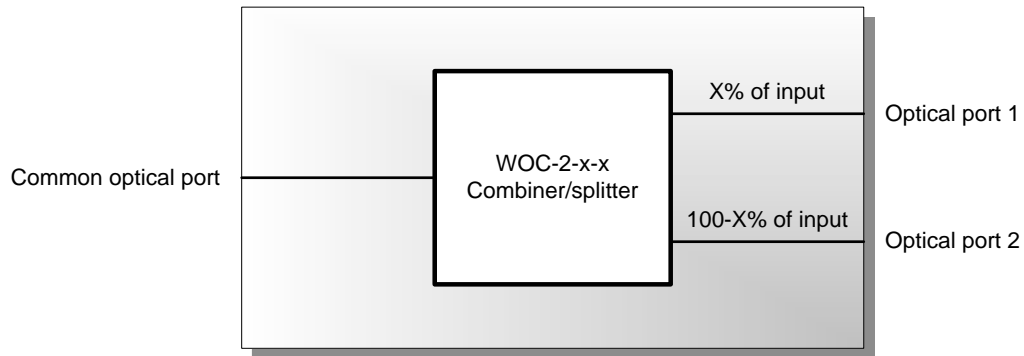 X% of input
Optical port 1
Common optical port
WOC-2-x-x
Combiner/splitter
100-X% of input
Optical port 2